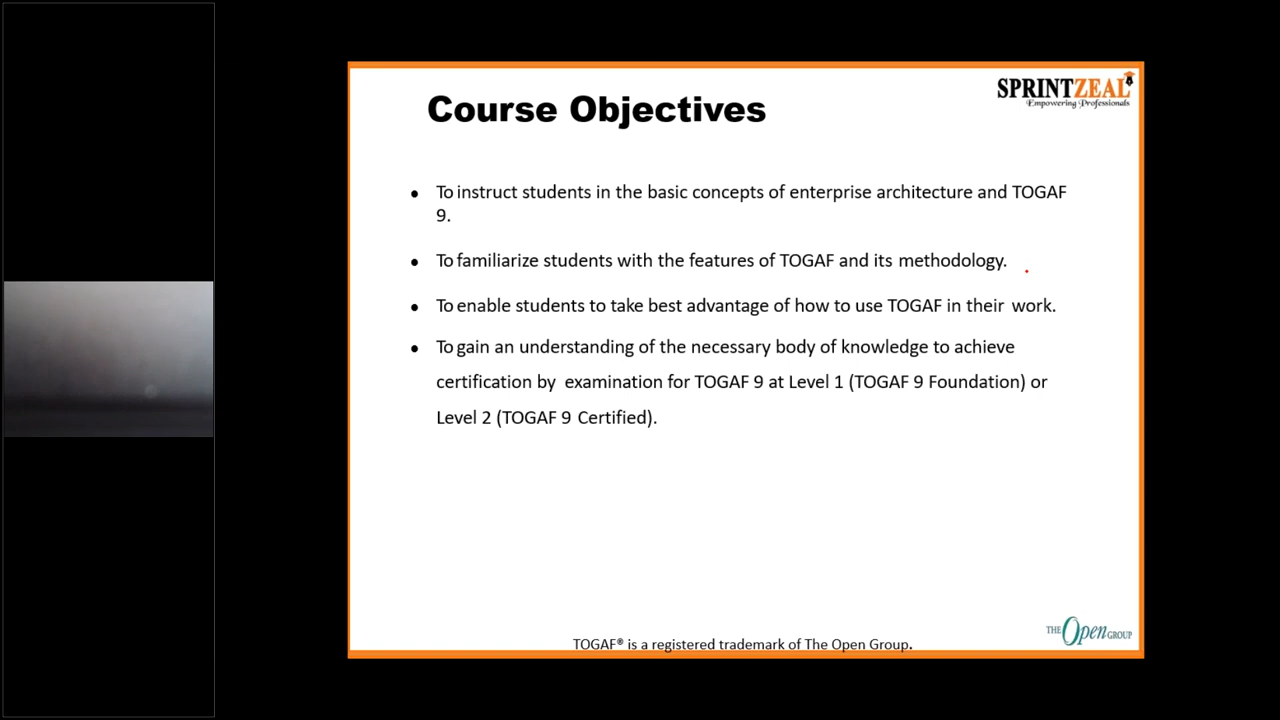 SPRINTZEAL
Empowering Professionals
Course Objectives
• To instruct students in the basic concepts of enterprise architecture and TOGAF
9.
• To familiarize students with the features of TOGAF and its methodology.
• To enable students to take best advantage of how to use TOGAF in their work.
• To gain an understanding of the necessary body of knowledge to achieve
certification by examination for TOGAF 9 at Level 1 (TOGAF 9 Foundation) or
Level 2 (TOGAF 9 Certified).
THE Open GROUP
TOGAF® is a registered trademark of The Open Group.